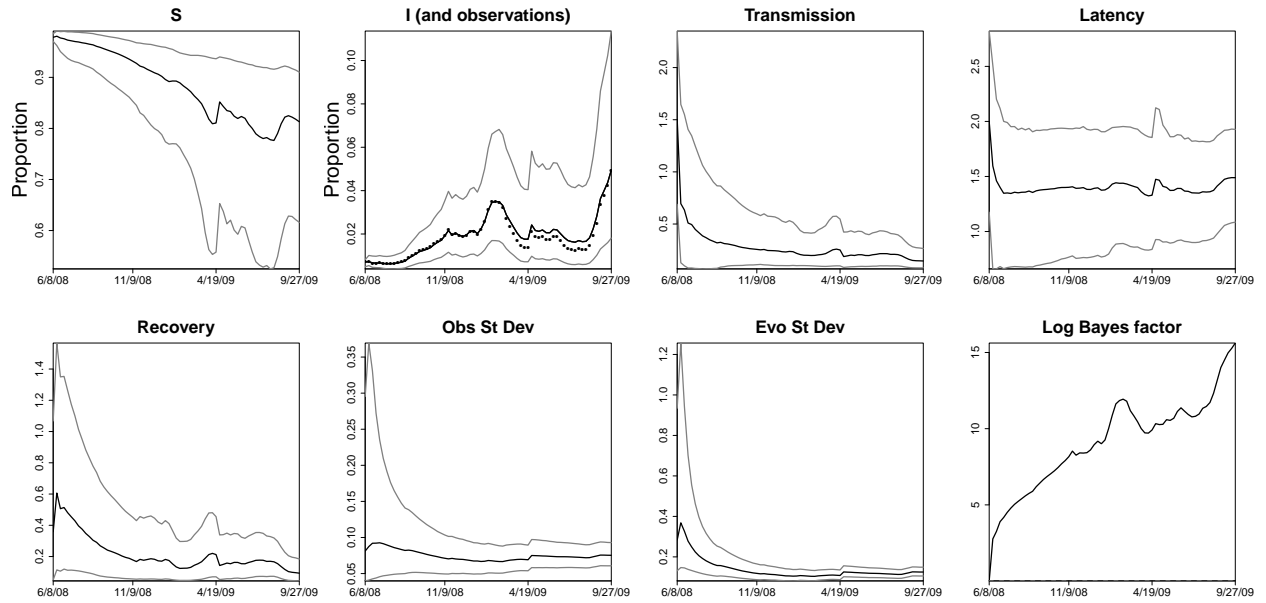 S
I (and observations)
Transmission
Latency
Proportion
0.6 0.7 0.8 0.9
6/8/08 11/9/08 4/19/09 9/27/09
Proportion
0.02 0.04 0.06 0.08 0.10
6/8/08 11/9/08 4/19/09 9/27/09
0.5 1.0 1.5 2.0
6/8/08 11/9/08 4/19/09 9/27/09
1.0 1.5 2.0 2.5
6/8/08 11/9/08 4/19/09 9/27/09
Recovery
Obs St Dev
Evo St Dev
Log Bayes factor
0.2 0.4 0.6 0.8 1.0 1.2 1.4
6/8/08 11/9/08 4/19/09 9/27/09
0.05 0.10 0.15 0.20 0.25 0.30 0.35
6/8/08 11/9/08 4/19/09 9/27/09
0.2 0.4 0.6 0.8 1.0 1.2
6/8/08 11/9/08 4/19/09 9/27/09
5 10 15
6/8/08 11/9/08 4/19/09 9/27/09